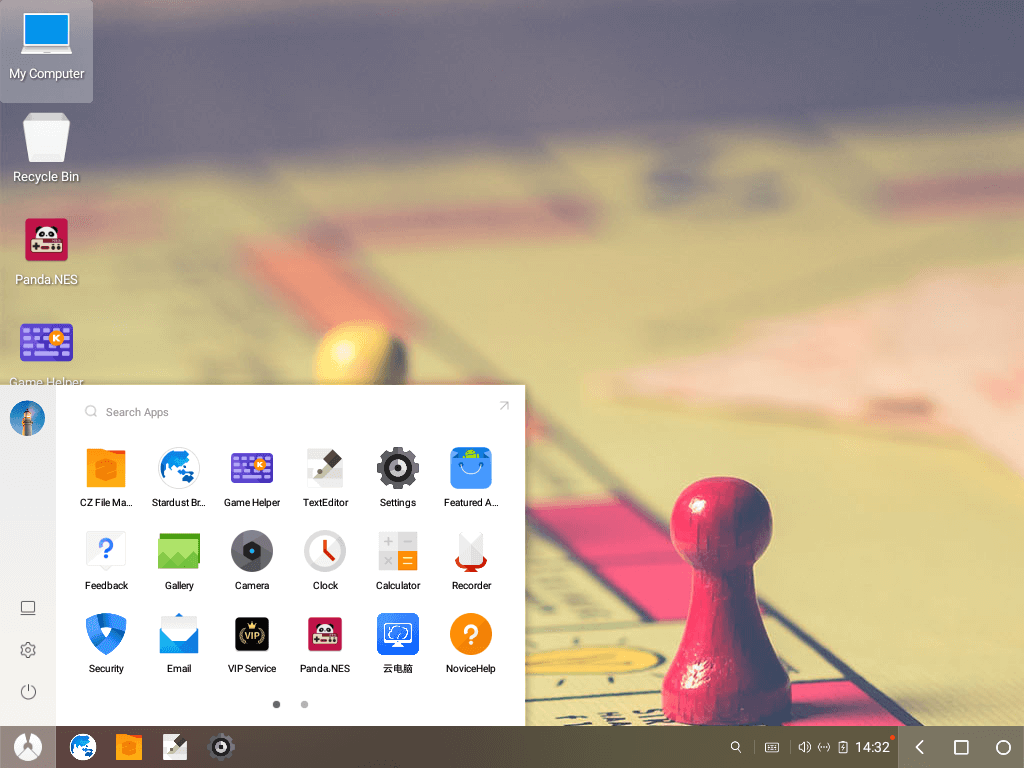 My Computer
Recycle Bin
Panda.NES
Game Helper
Search Apps
CZ File Ma...
Stardust Br...
Game Helper
TextEditor
Settings
Featured A...
Feedback
Gallery
Camera
Clock
Calculator
Recorder
VIP
Security
Email
VIP Service
Panda.NES
云电脑
NoviceHelp
14:32